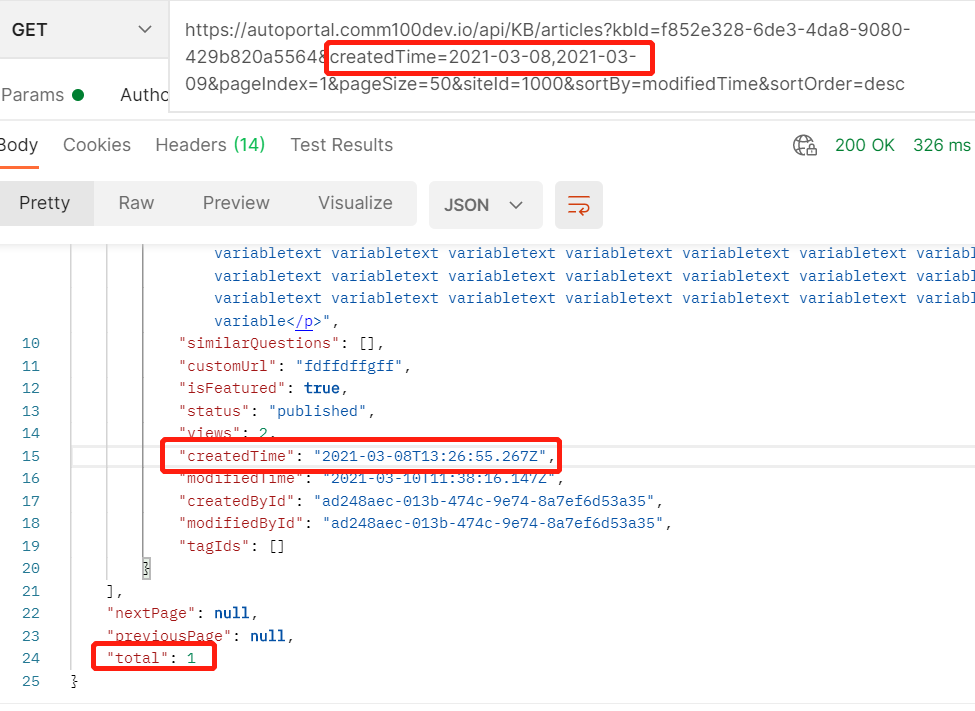 GET
https://autoportal.comm100dev.io/api/KB/articles?kbId=f852e328-6de3-4da8-9080-
429b820a5564&createdTime=2021-03-08,2021-03-
09&pageIndex=1&pageSize=50&siteId=1000&sortBy=modifiedTime&sortOrder=desc
Params Autho
Body Cookies Headers (14) Test Results 200 OK 326 ms
Pretty Raw Preview Visualize JSON
variabletext variabletext variabletext variabletext variabletext variabletext variabl
variabletext variabletext variabletext variabletext variabletext variabletext variabl
variabletext variabletext variabletext variabletext variabletext variabletext variabl
variable</p>",
10 "similarQuestions": [],
11 "customUrl": "fdffdffgff",
12 "isFeatured": true,
13 "status": "published",
14 "views": 2,
15 "createdTime": "2021-03-08T13:26:55.267Z",
16 "modifiedTime": "2021-03-10T11:38:16.147Z",
17 "createdById": "ad248aec-013b-474c-9e74-8a7ef6d53a35",
18 "modifiedById": "ad248aec-013b-474c-9e74-8a7ef6d53a35",
19 "tagIds": []
20 }
21 ],
22 "nextPage": null,
23 "previousPage": null,
24 "total": 1
25 }